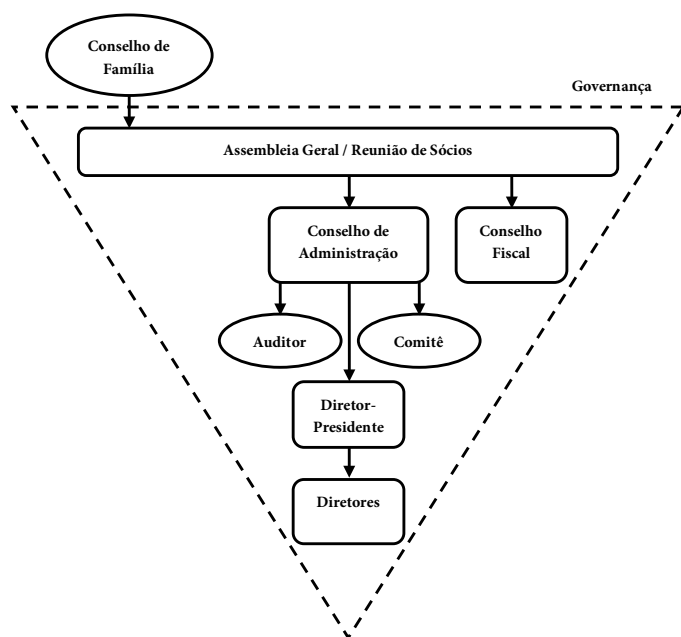 Conselho de
Família
Governança
Assembleia Geral / Reunião de Sócios
Conselho de
Administração
Conselho
Fiscal
Auditor
Comitê
Diretor-
Presidente
Diretores